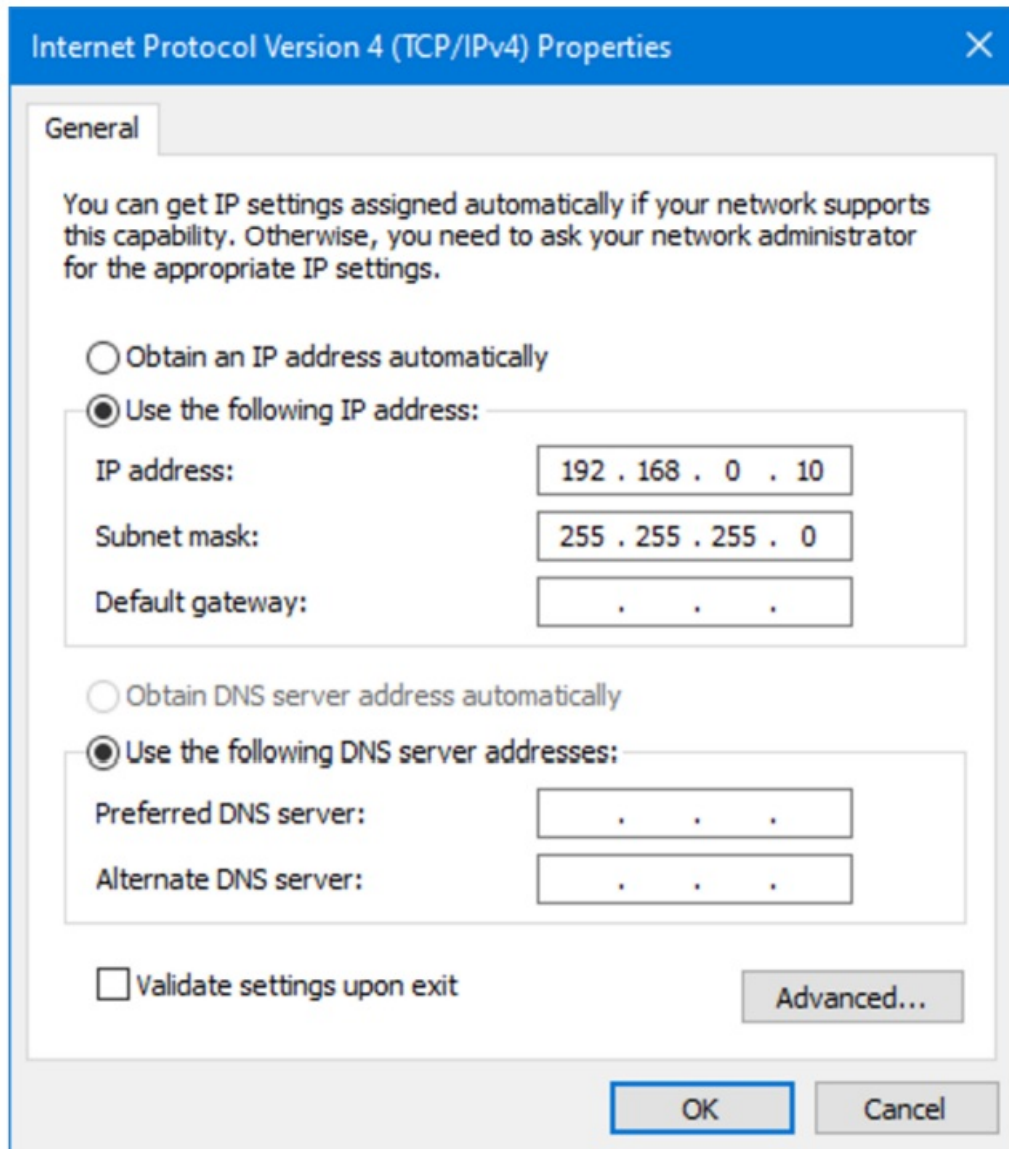 Internet Protocol Version 4 (TCP/IPv4) Properties
General
You can get IP settings assigned automatically if your network supports
this capability. Otherwise, you need to ask your network administrator
for the appropriate IP settings.
Obtain an IP address automatically
Use the following IP address:
IP address: 192 . 168 . 0 . 10
Subnet mask: 255 . 255 . 255 . 0
Default gateway: . . .
Obtain DNS server address automatically
Use the following DNS server addresses:
Preferred DNS server: . . .
Alternate DNS server: . . .
Validate settings upon exit
Advanced...
OK Cancel